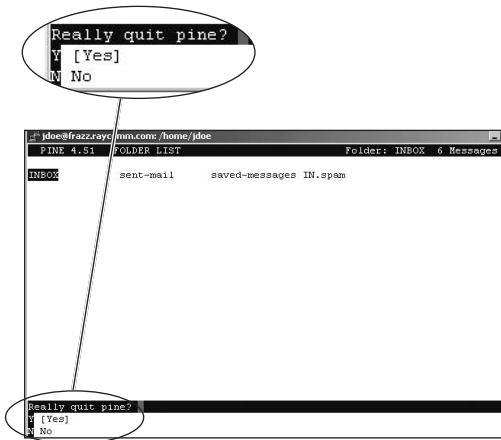 Really quit pine?
Y [Yes]
N No
jdoe@frazz.raycomm.com: /home/jdoe
PINE 4.51 FOLDER LIST Folder: INBOX 6 Messages
INBOX sent-mail saved-messages IN.spam
Really quit pine?
Y [Yes]
N No